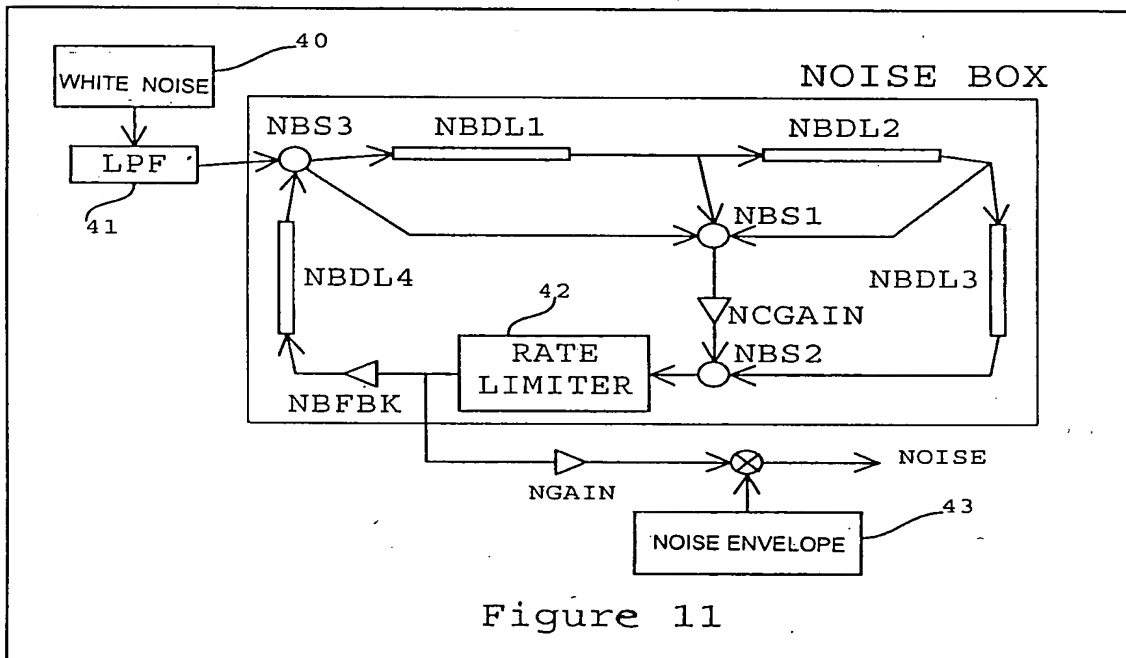 40
WHITE NOISE
NOISE BOX
NBS3
NBDL1
NBDL2
LPF
41
NBS1
NBDL4
NBDL3
42
NCGAIN
RATE
LIMITER
NBS2
NBFBK
NGAIN
NOISE
43
NOISE ENVELOPE
Figure 11